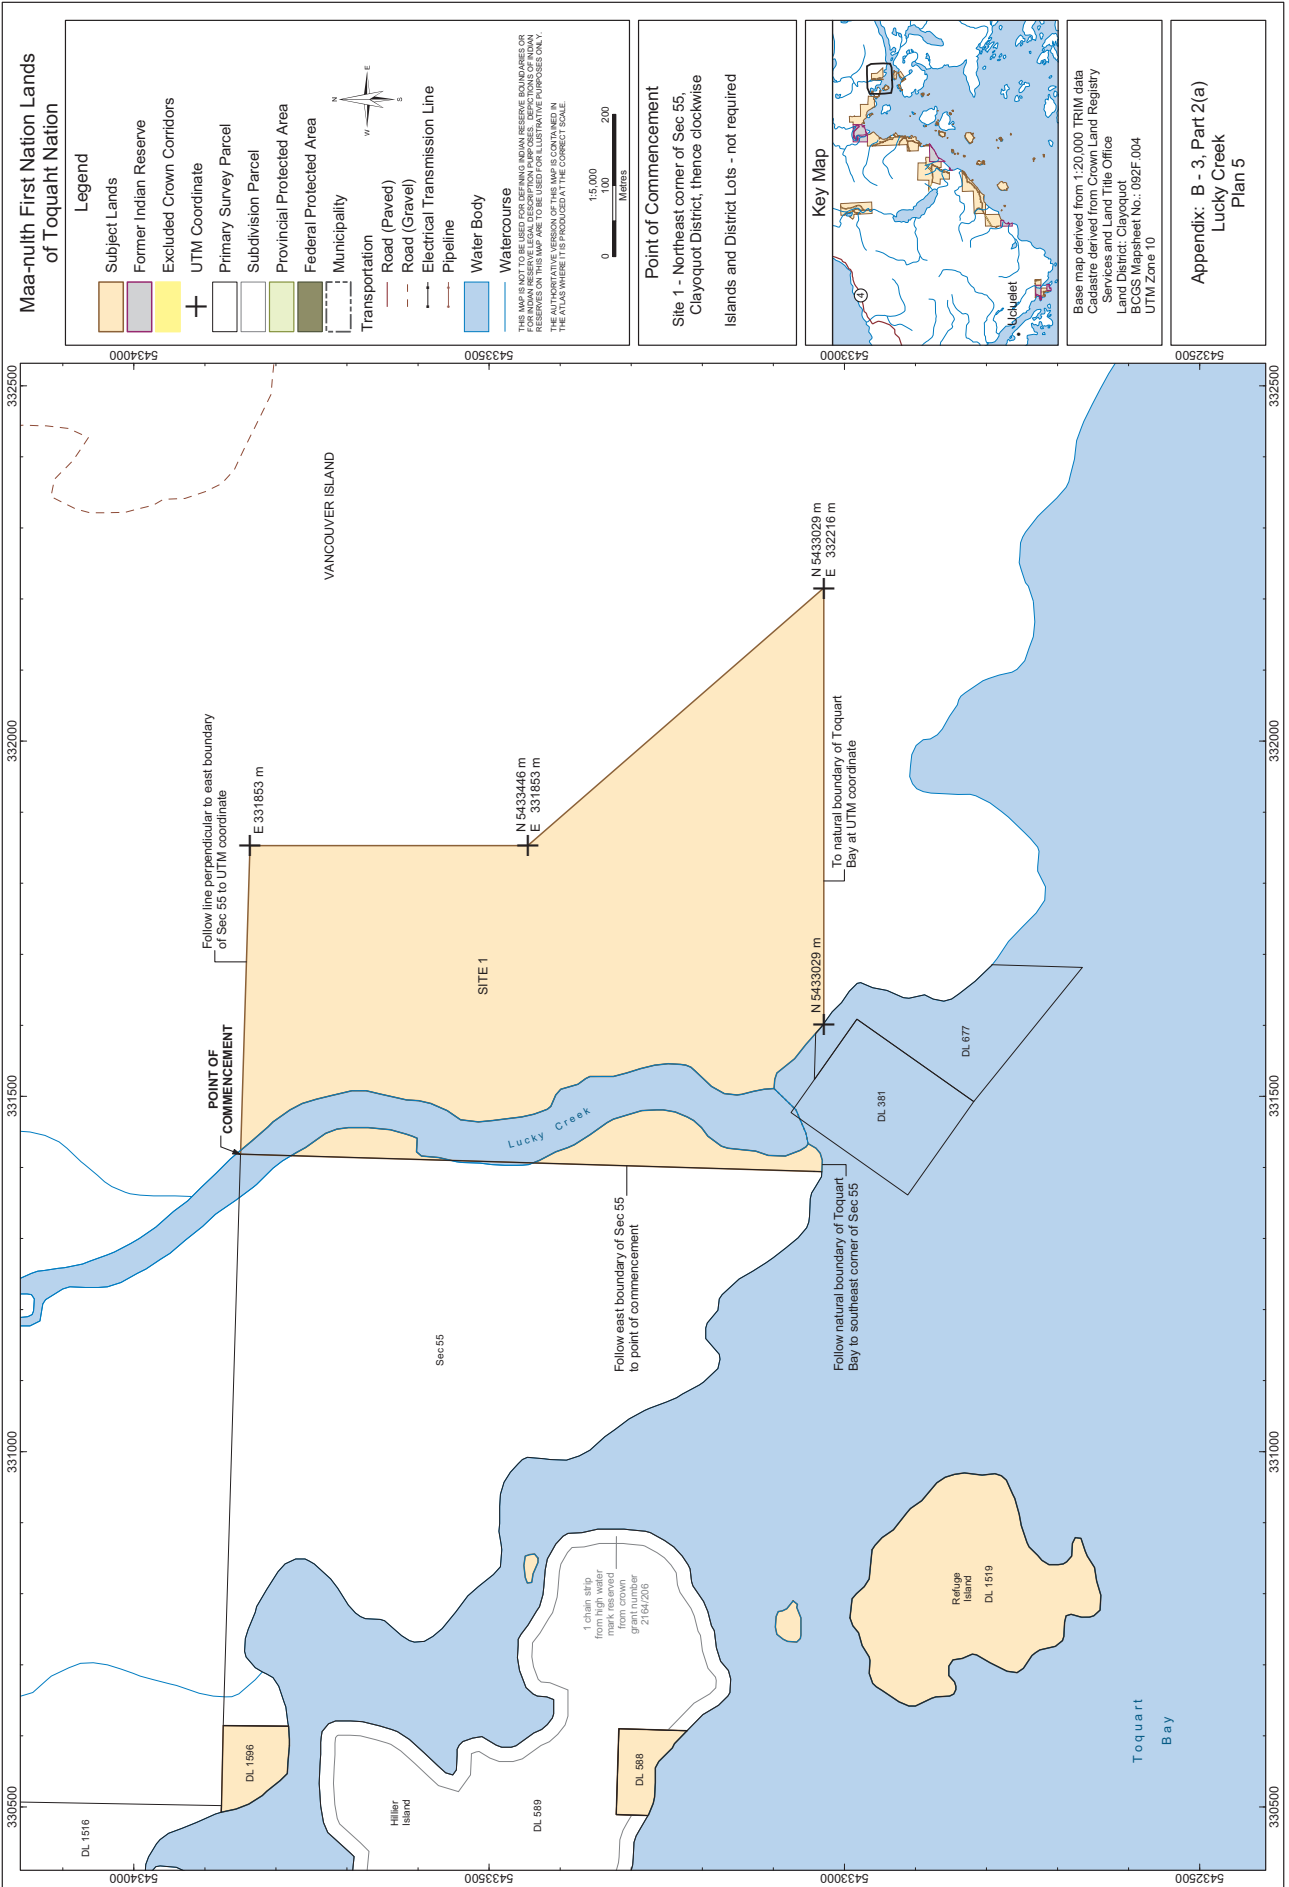 Maa-nulth First Nation Lands
of Toquaht Nation
Legend
Subject Lands
Former Indian Reserve
Excluded Crown Corridors
UTM Coordinate
Primary Survey Parcel
Subdivision Parcel
Provincial Protected Area
Federal Protected Area
Municipality
Transportation
Road (Paved)
Road (Gravel)
Electrical Transmission Line
Pipeline
Water Body
Watercourse
N
W
E
S
THIS MAP IS NOT TO BE USED FOR DEFINING INDIAN RESERVE BOUNDARIES OR
FOR INDIAN RESERVE LEGAL DESCRIPTION PURPOSES. DEPICTIONS OF INDIAN
RESERVES ON THIS MAP ARE TO BE USED FOR ILLUSTRATIVE PURPOSES ONLY.
THE AUTHORITATIVE VERSION OF THIS MAP IS CONTAINED IN
THE ATLAS WHERE IT IS PRODUCED AT THE CORRECT SCALE.
1:5,000
0 100 200
Metres
Point of Commencement
Site 1 - Northeast corner of Sec 55,
Clayoquot District, thence clockwise
Islands and District Lots - not required
Key Map
4
Ucluelet
Base map derived from 1:20,000 TRIM data
Cadastre derived from Crown Land Registry
Services and Land Title Office
Land District: Clayoquot
BCGS Mapsheet No.: 092F.004
UTM Zone 10
Appendix: B - 3, Part 2(a)
Lucky Creek
Plan 5
330500
331000
331500
332000
332500
5434000
5433500
5433000
5432500
330500
331000
331500
332000
332500
5434000
5433500
5433000
5432500
VANCOUVER ISLAND
Follow line perpendicular to east boundary
of Sec 55 to UTM coordinate
E 331853 m
POINT OF
COMMENCEMENT
N 5433446 m
E 331853 m
SITE 1
N 5433029 m
E 332216 m
N 5433029 m
To natural boundary of Toquart
Bay at UTM coordinate
Lucky Creek
Sec 55
Follow east boundary of Sec 55
to point of commencement
Follow natural boundary of Toquart
Bay to southeast corner of Sec 55
DL 381
DL 677
DL 1516
DL 1596
Hillier
Island
DL 589
DL 588
1 chain strip
from high water
mark reserved
from crown
grant number
2164/206
Refuge
Island
DL 1519
Toquart
Bay